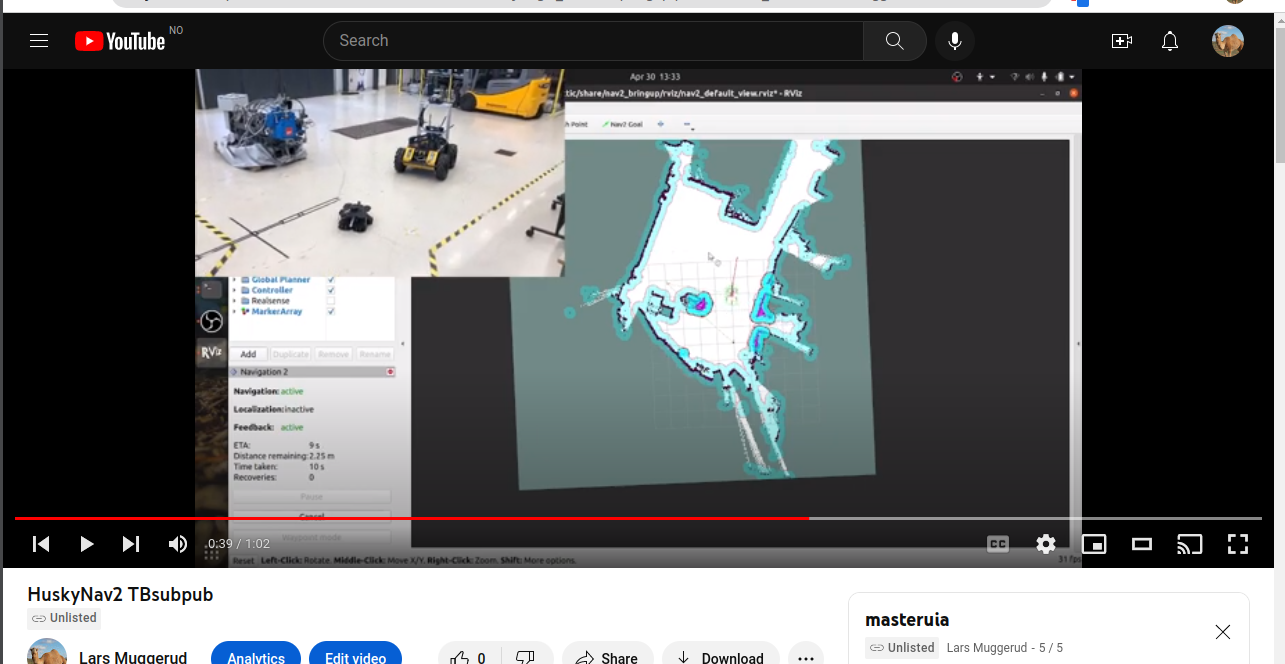 YouTube NO
Search
Apr 30 13:33
tic/share/nav2_bringup/rviz/nav2_default_view.rviz* - RViz
h Point Nav2 Goal
Global Planner
Controller
Realsense
MarkerArray
RViz
Add Duplicate Remove Rename
Navigation 2
Navigation: active
Localization: inactive
Feedback: active
ETA: 9 s
Distance remaining: 2.25 m
Time taken: 10 s
Recoveries: 0
Pause
Cancel
Waypoint mode
0:39 / 1:02
CC
Reset Left-Click: Rotate. Middle-Click: Move X/Y. Right-Click: Zoom. Shift: More options.
31 fps
HuskyNav2 TBsubpub
Unlisted
Lars Muggerud
Analytics
Edit video
0
Share
Download
masteruia
Unlisted Lars Muggerud - 5 / 5